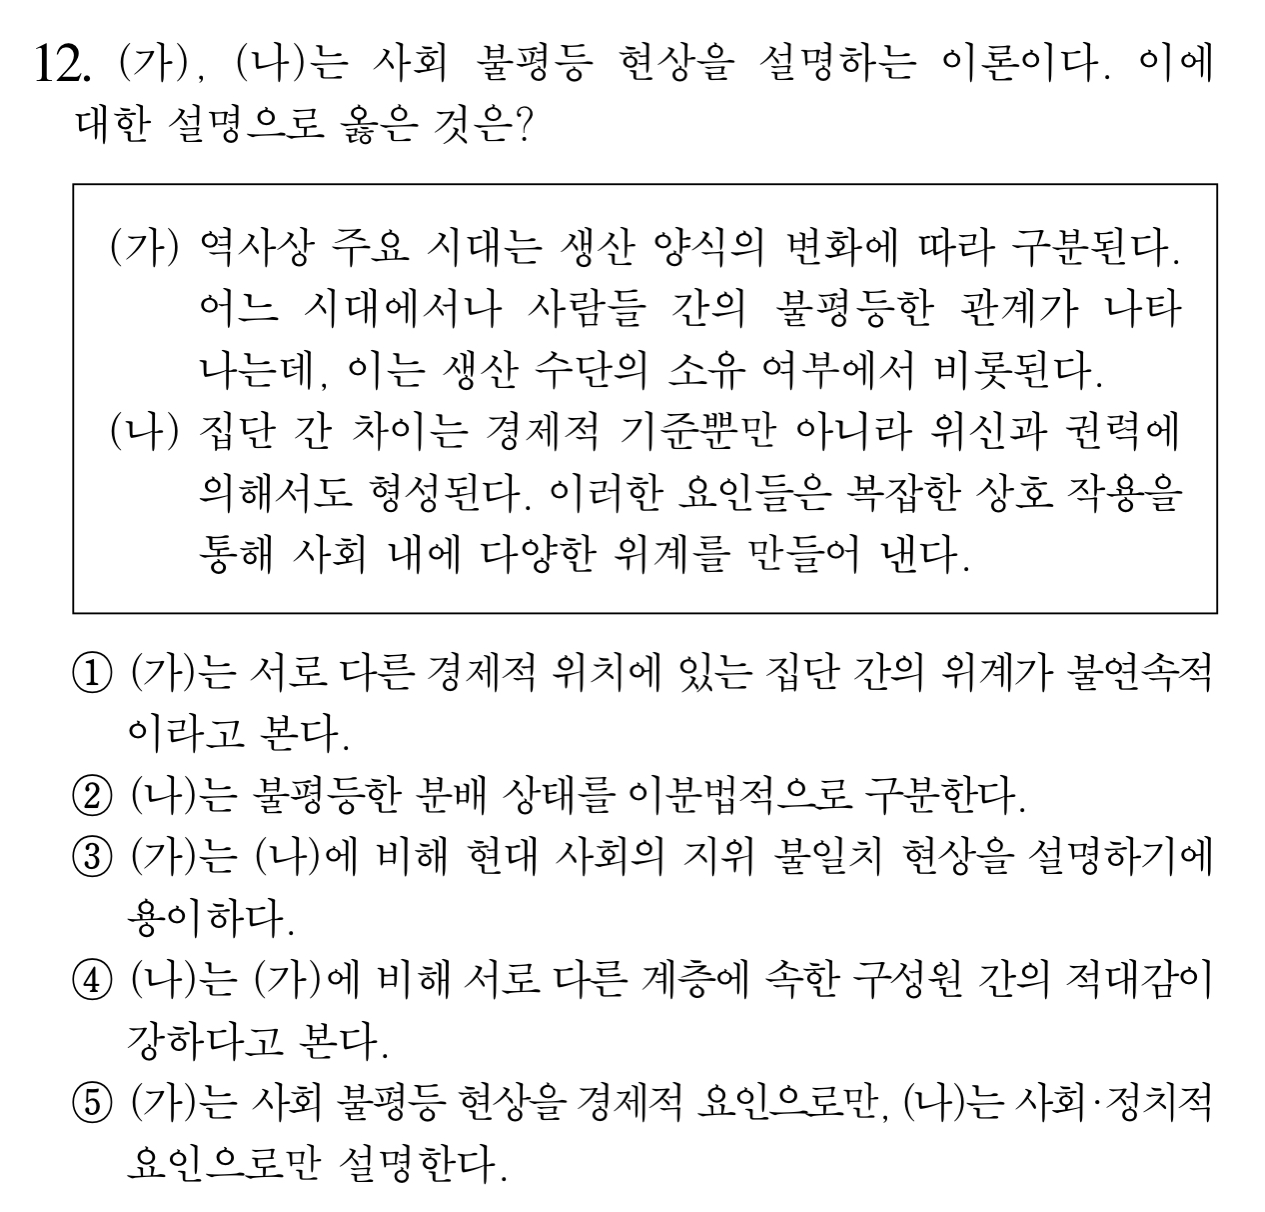 12. (가), (나)는 사회 불평등 현상을 설명하는 이론이다. 이에
대한 설명으로 옳은 것은?
(가) 역사상 주요 시대는 생산 양식의 변화에 따라 구분된다.
어느 시대에서나 사람들 간의 불평등한 관계가 나타
나는데, 이는 생산 수단의 소유 여부에서 비롯된다.
(나) 집단 간 차이는 경제적 기준뿐만 아니라 위신과 권력에
의해서도 형성된다. 이러한 요인들은 복잡한 상호 작용을
통해 사회 내에 다양한 위계를 만들어 낸다.
① (가)는 서로 다른 경제적 위치에 있는 집단 간의 위계가 불연속적
이라고 본다.
② (나)는 불평등한 분배 상태를 이분법적으로 구분한다.
③ (가)는 (나)에 비해 현대 사회의 지위 불일치 현상을 설명하기에
용이하다.
④ (나)는 (가)에 비해 서로 다른 계층에 속한 구성원 간의 적대감이
강하다고 본다.
⑤ (가)는 사회 불평등 현상을 경제적 요인으로만, (나)는 사회·정치적
요인으로만 설명한다.